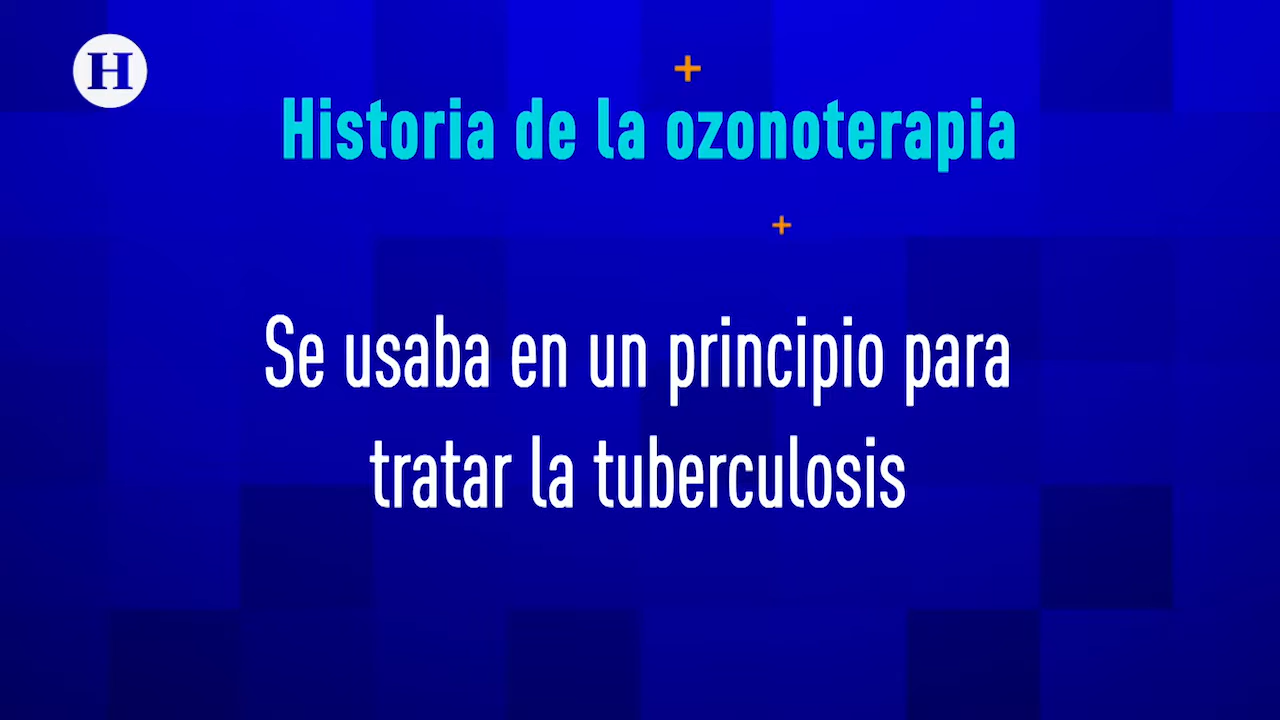 H
Historia de la ozonoterapia
Se usaba en un principio para
tratar la tuberculosis